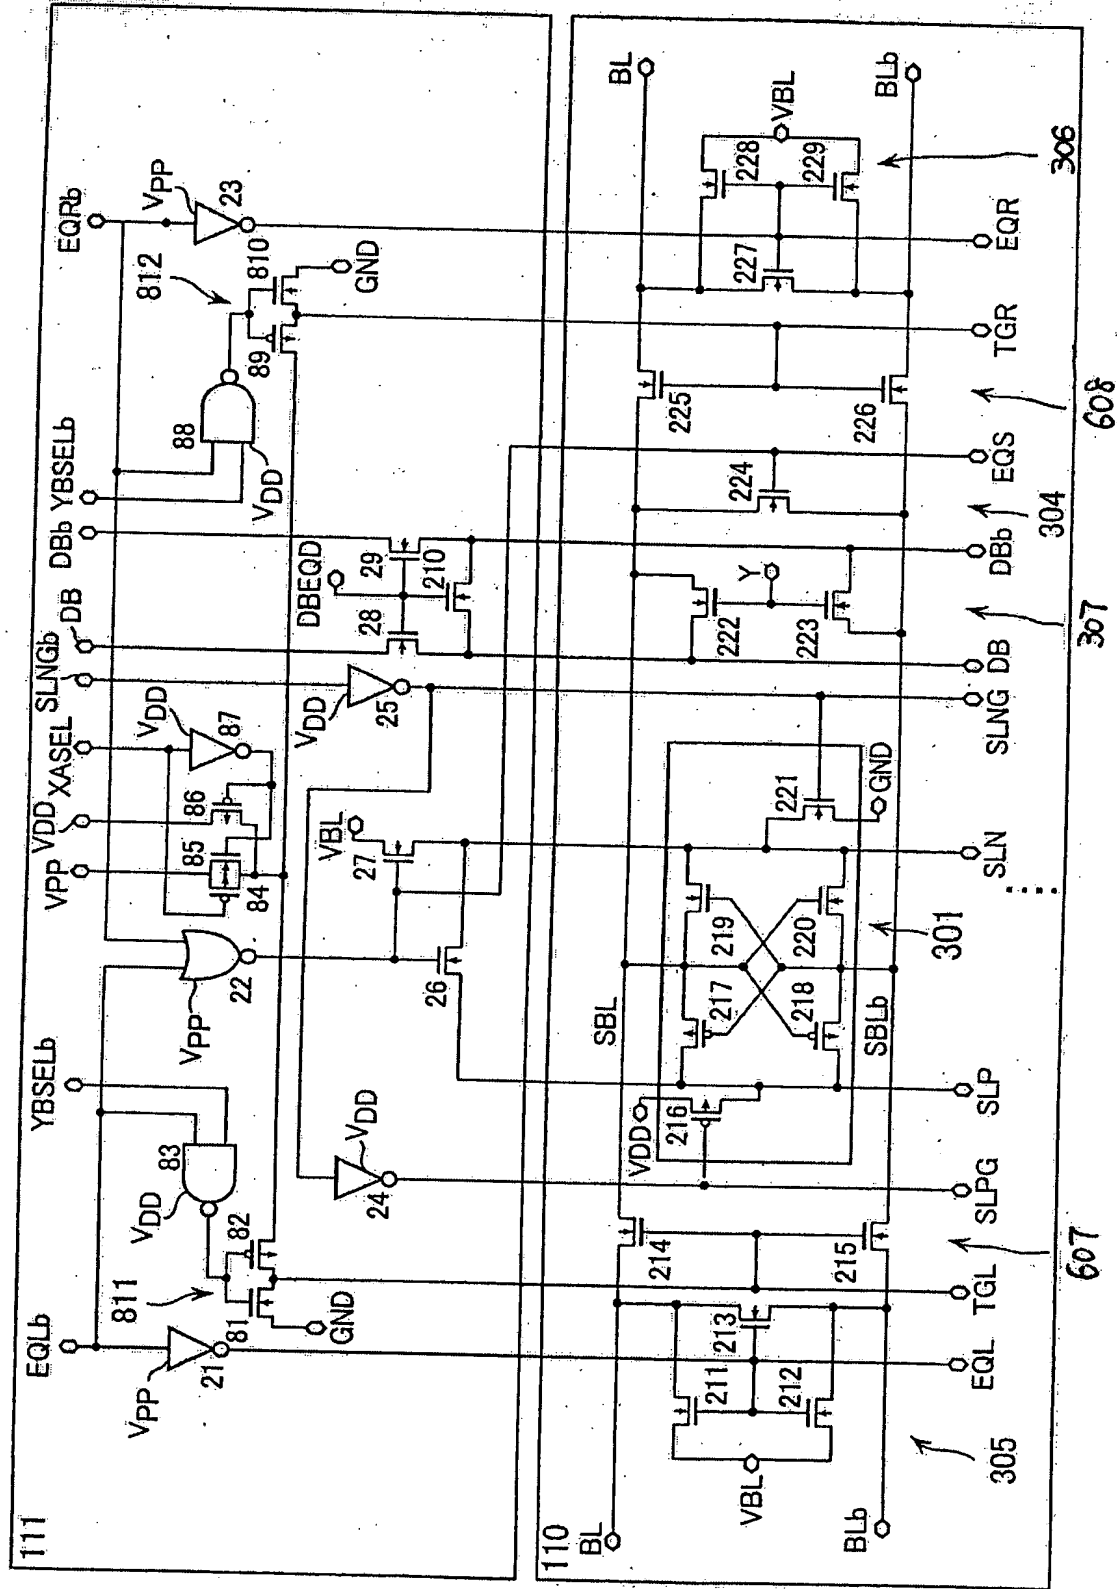 111
EQLb
YBSELb
VPP
VDD
XASEL
SLNGb
DB
DBb
YBSELb
EQRb
VPP
21
811
81
82
GND
VDD
83
VPP
22
84
85
86
VDD
87
VDD
25
DBEQD
28
29
210
VDD
88
812
89
810
GND
VPP
23
VDD
24
26
27
VBL
110
BL
BLb
VBL
211
212
213
214
215
VDD
216
SBL
SBLb
217
218
219
220
221
GND
222
223
Y
224
225
226
227
228
229
VBL
BL
BLb
305
EQL
TGL
607
SLPG
SLP
301
SLN
SLNG
DB
307
DBb
304
EQS
608
TGR
EQR
306